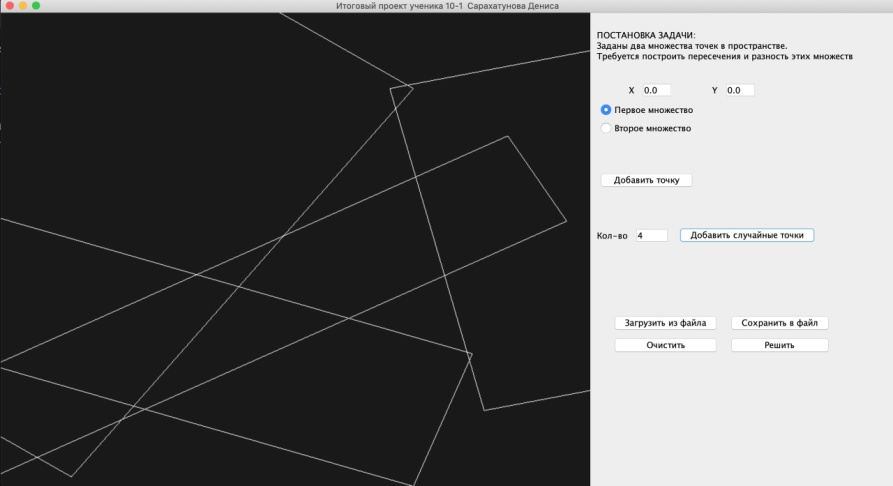 Итоговый проект ученика 10-1 Сарахатунова Дениса
ПОСТАНОВКА ЗАДАЧИ:
Заданы два множества точек в пространстве.
Требуется построить пересечения и разность этих множеств
X 0.0 Y 0.0
Первое множество
Второе множество
Добавить точку
Кол-во 4 Добавить случайные точки
Загрузить из файла Сохранить в файл
Очистить Решить